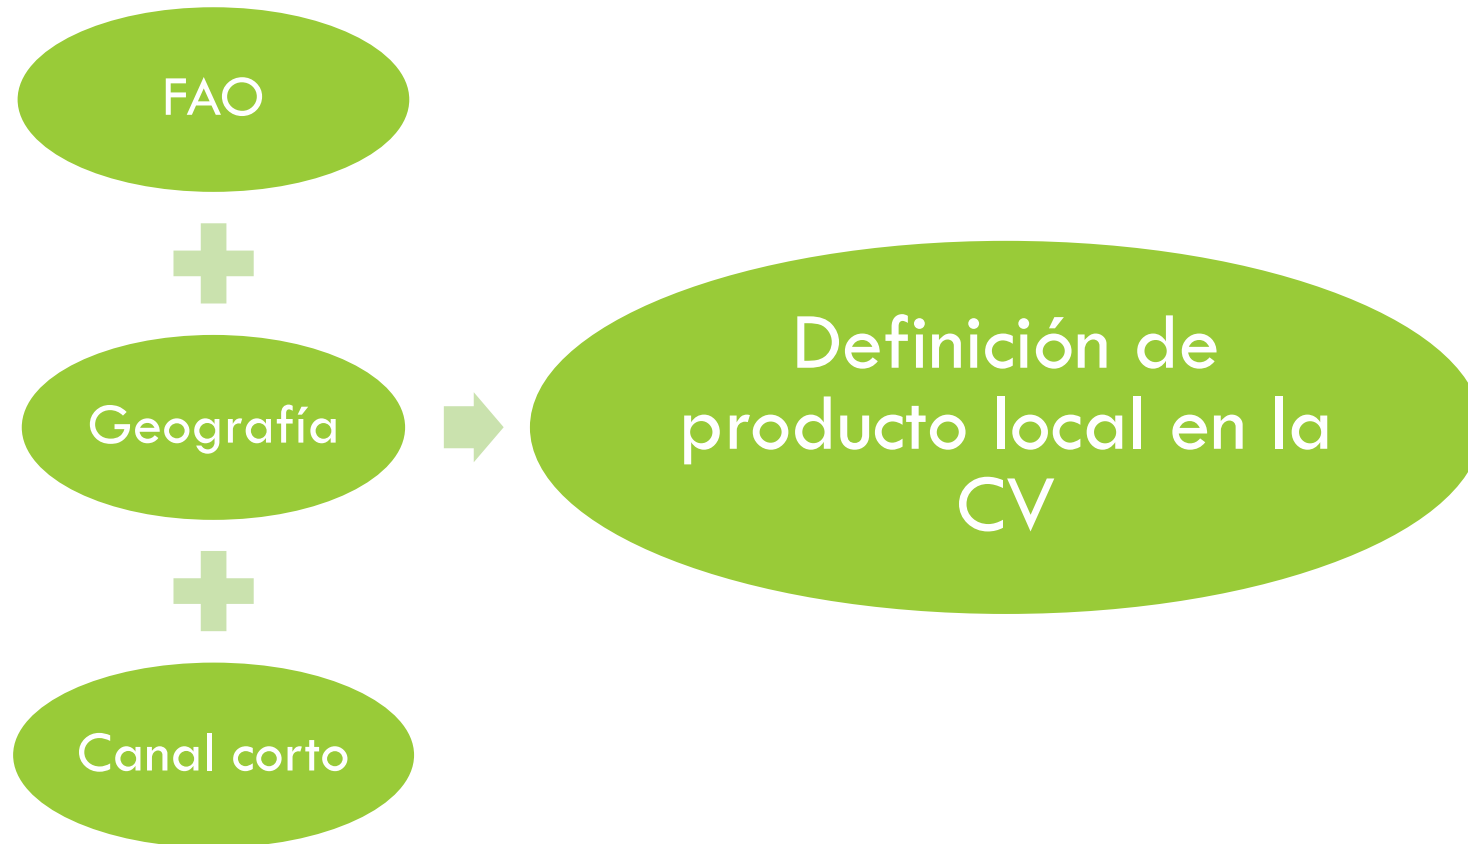 FAO
Geografía
Canal corto
Definición de
producto local en la
CV